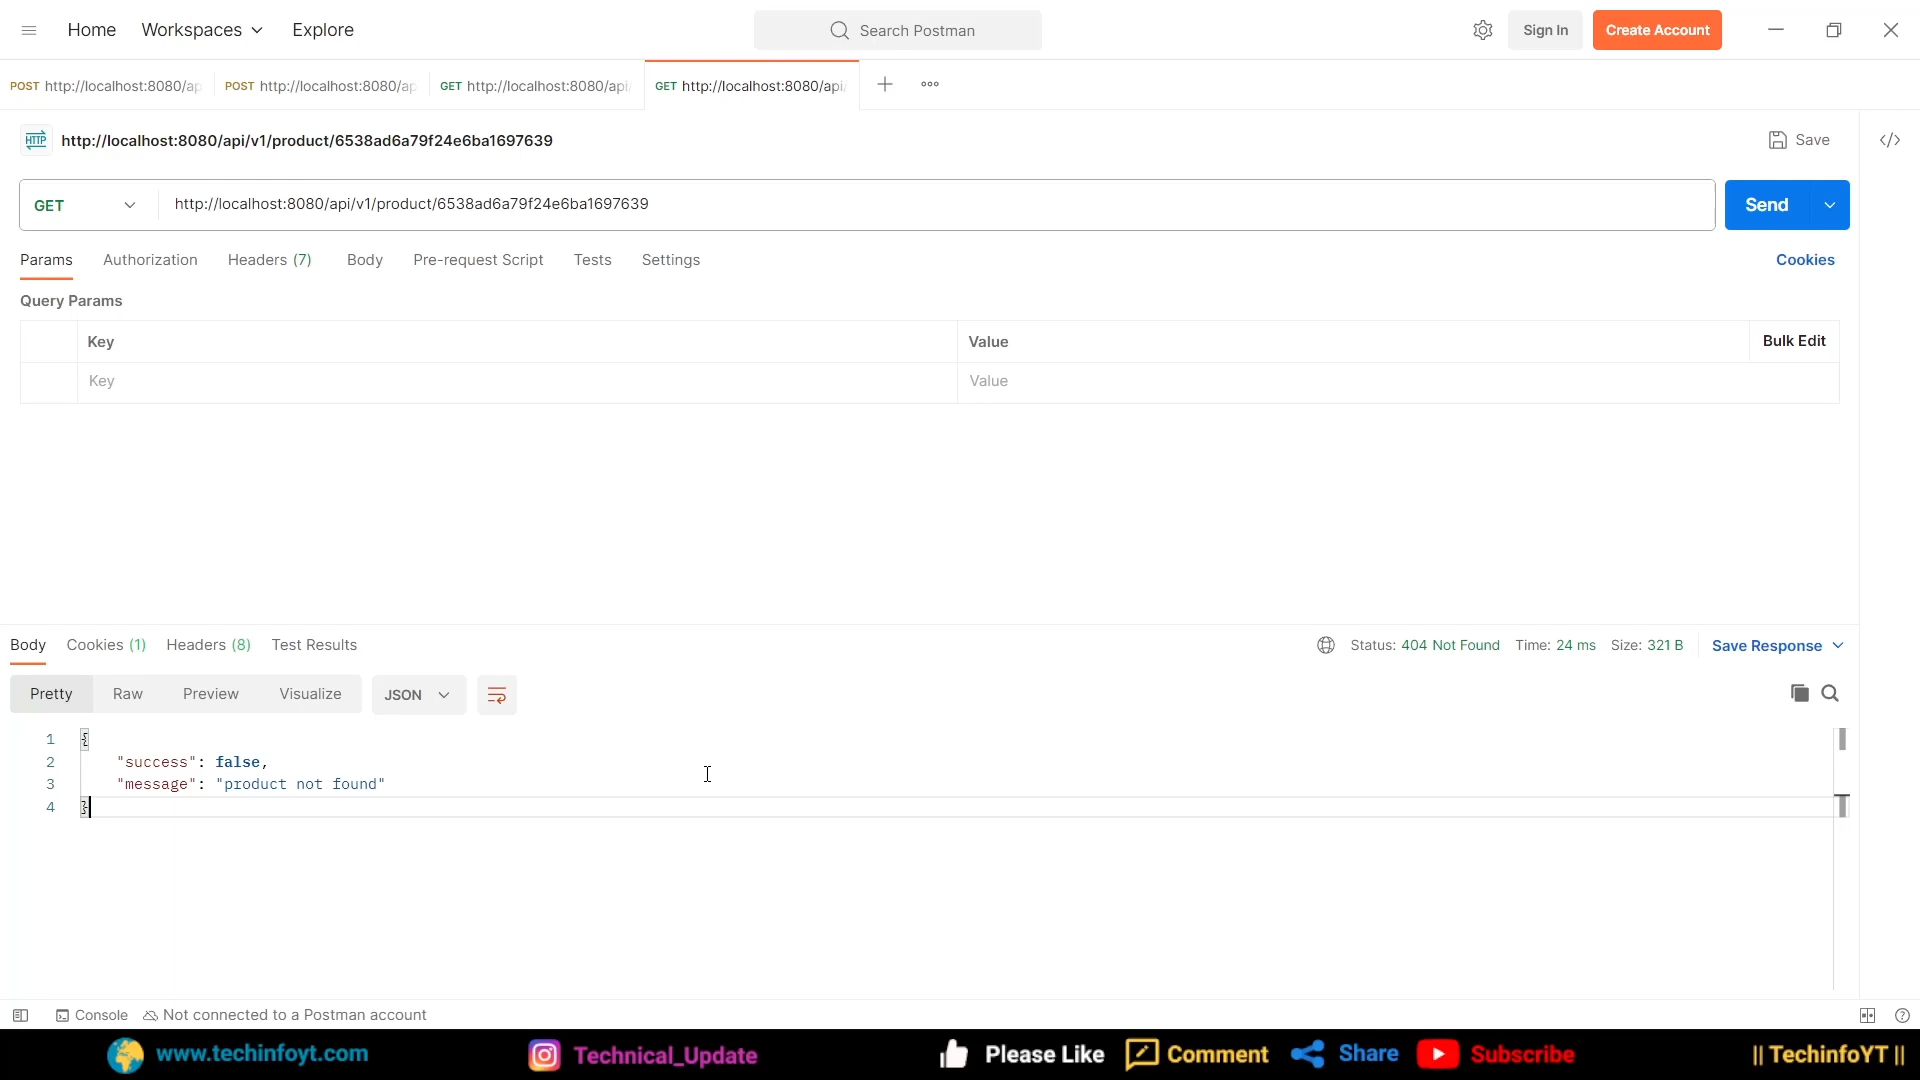 Home Workspaces Explore Search Postman Sign In Create Account
POST http://localhost:8080/ap POST http://localhost:8080/ap GET http://localhost:8080/api/ GET http://localhost:8080/api/
HTTP http://localhost:8080/api/v1/product/6538ad6a79f24e6ba1697639 Save </>
GET http://localhost:8080/api/v1/product/6538ad6a79f24e6ba1697639 Send
Params Authorization Headers (7) Body Pre-request Script Tests Settings Cookies
Query Params
Key Value Bulk Edit
Key Value
Body Cookies (1) Headers (8) Test Results Status: 404 Not Found Time: 24 ms Size: 321 B Save Response
Pretty Raw Preview Visualize JSON
1 {
2 "success": false,
3 "message": "product not found"
4 }
Console Not connected to a Postman account
www.techinfoyt.com Technical_Update Please Like Comment Share Subscribe || TechinfoYT ||